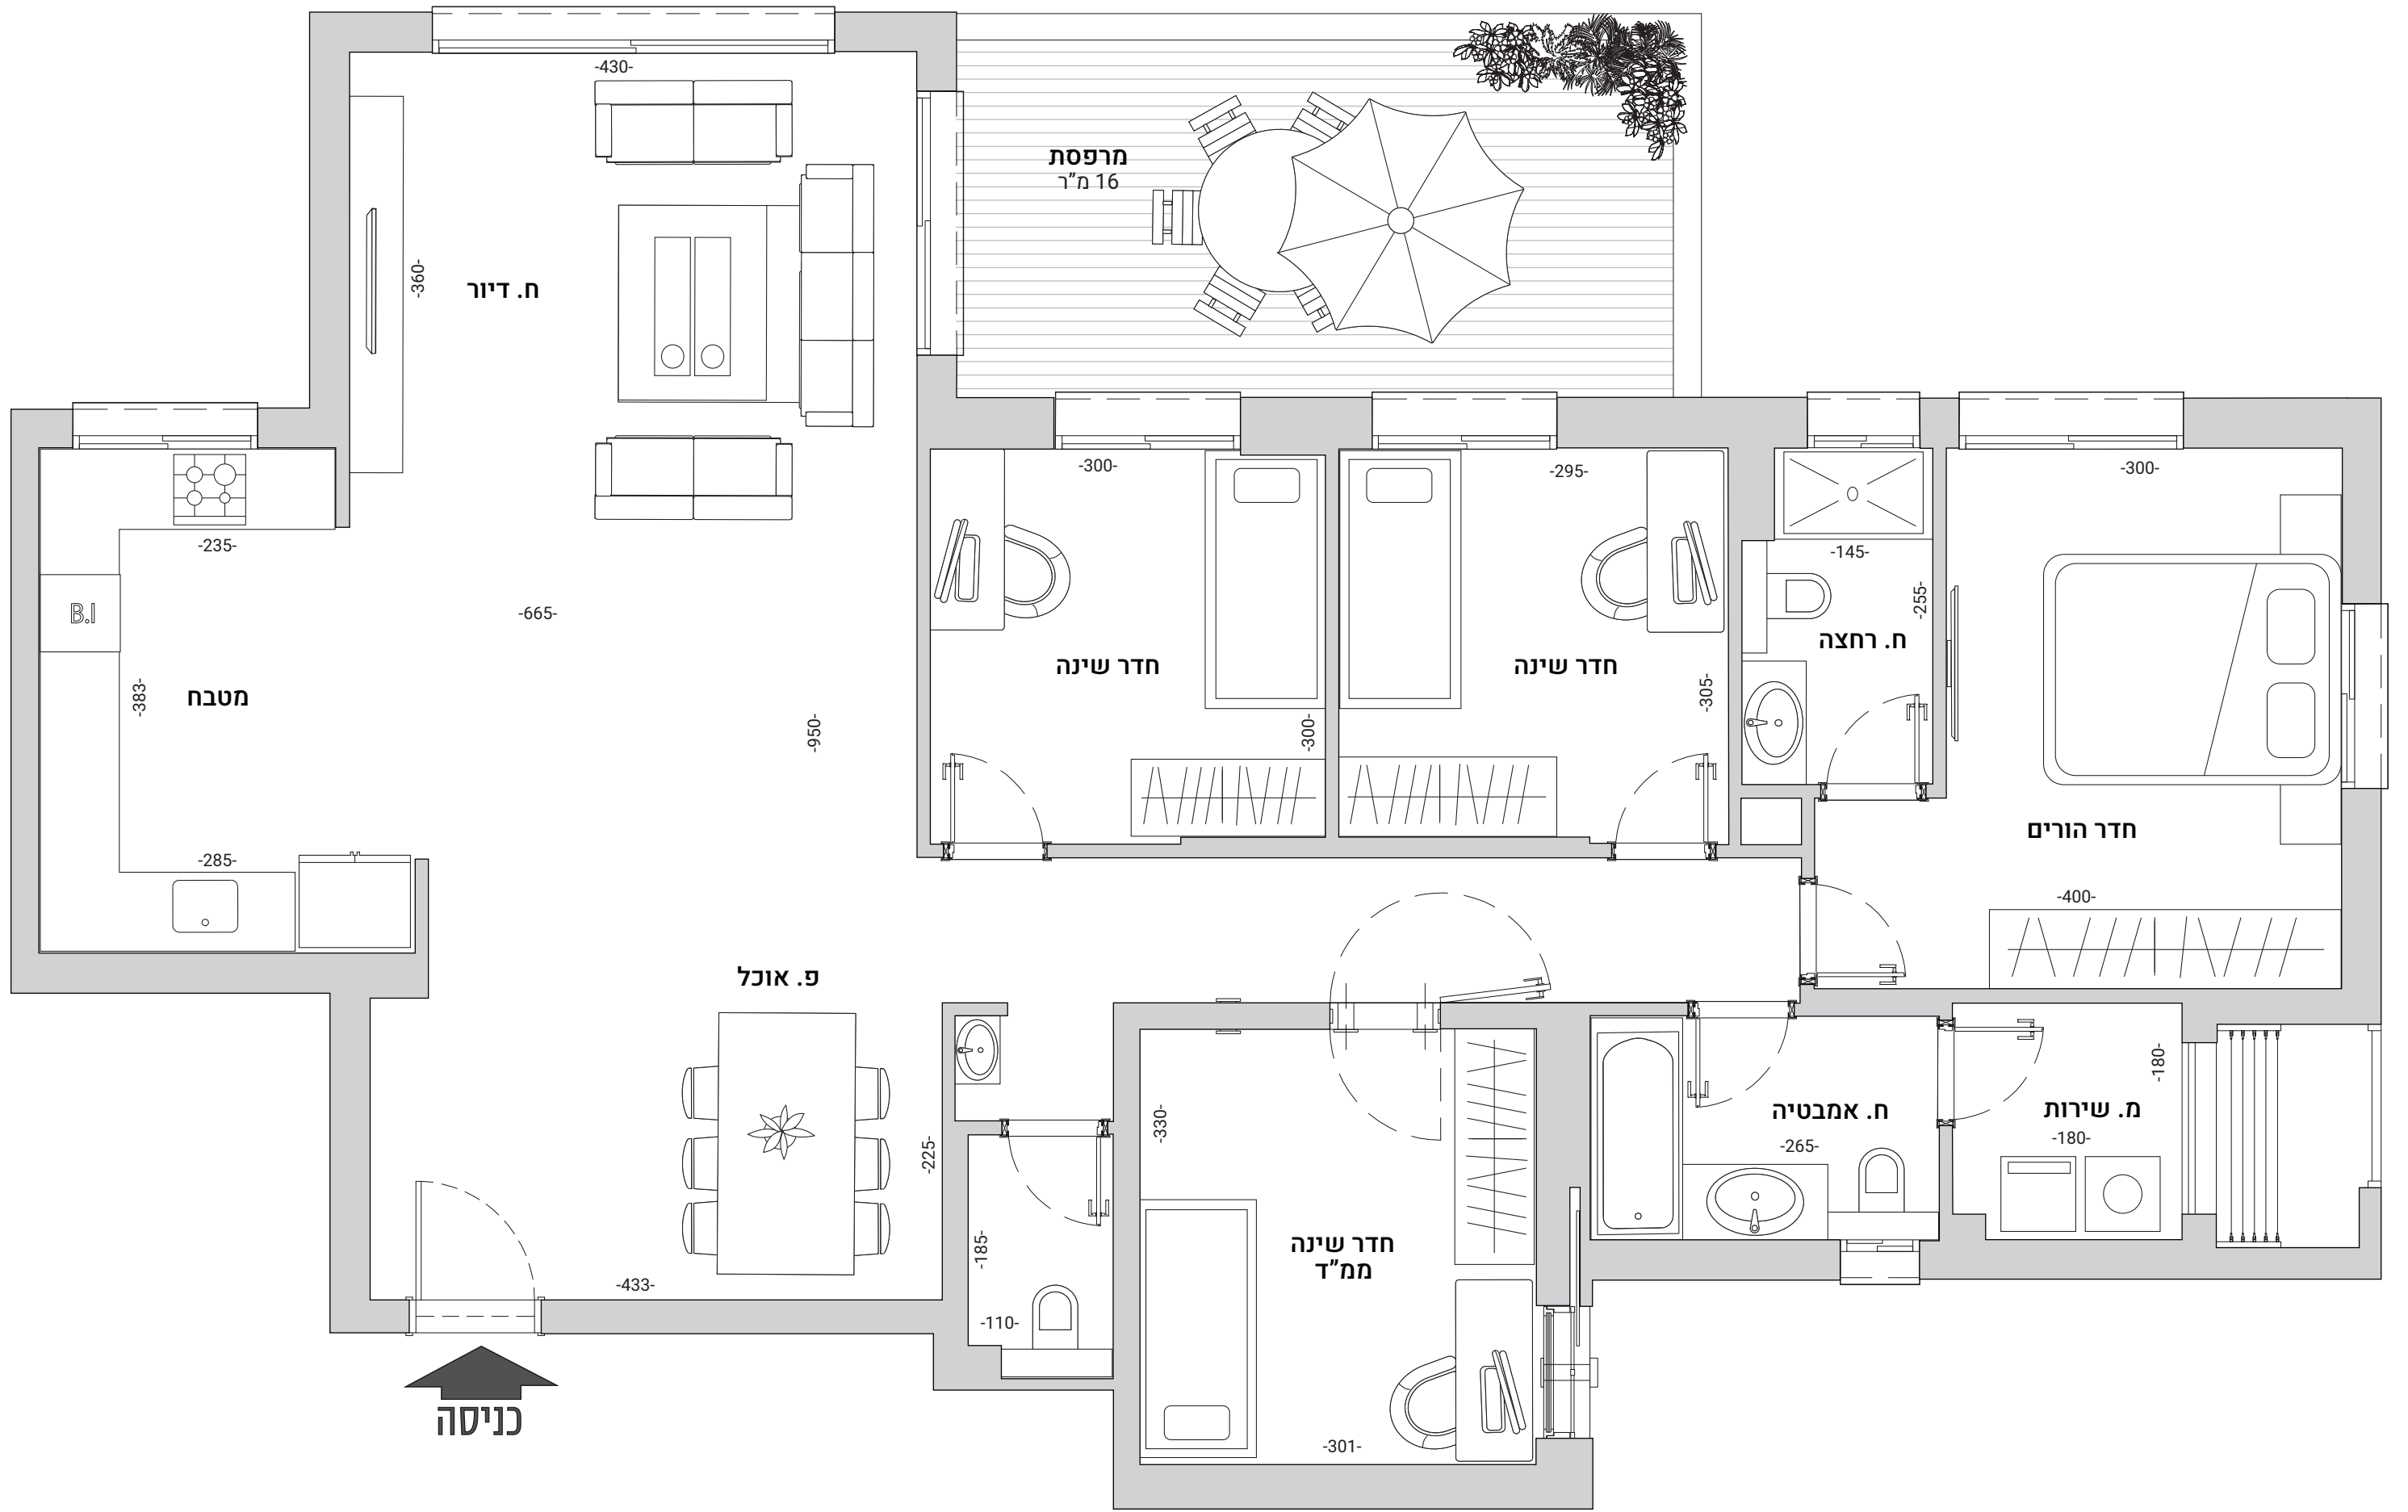 -430-
מרפסת
16 מ"ר
-360-
ח. דיור
-300-
-295-
-300-
-235-
-145-
B.I
-665-
-255-
ח. רחצה
חדר שינה
חדר שינה
-383-
מטבח
-305-
-950-
-300-
חדר הורים
-285-
-400-
פ. אוכל
-180-
מ. שירות
-180-
ח. אמבטיה
-265-
-330-
-225-
-185-
חדר שינה
ממ"ד
-433-
-110-
כניסה
-301-